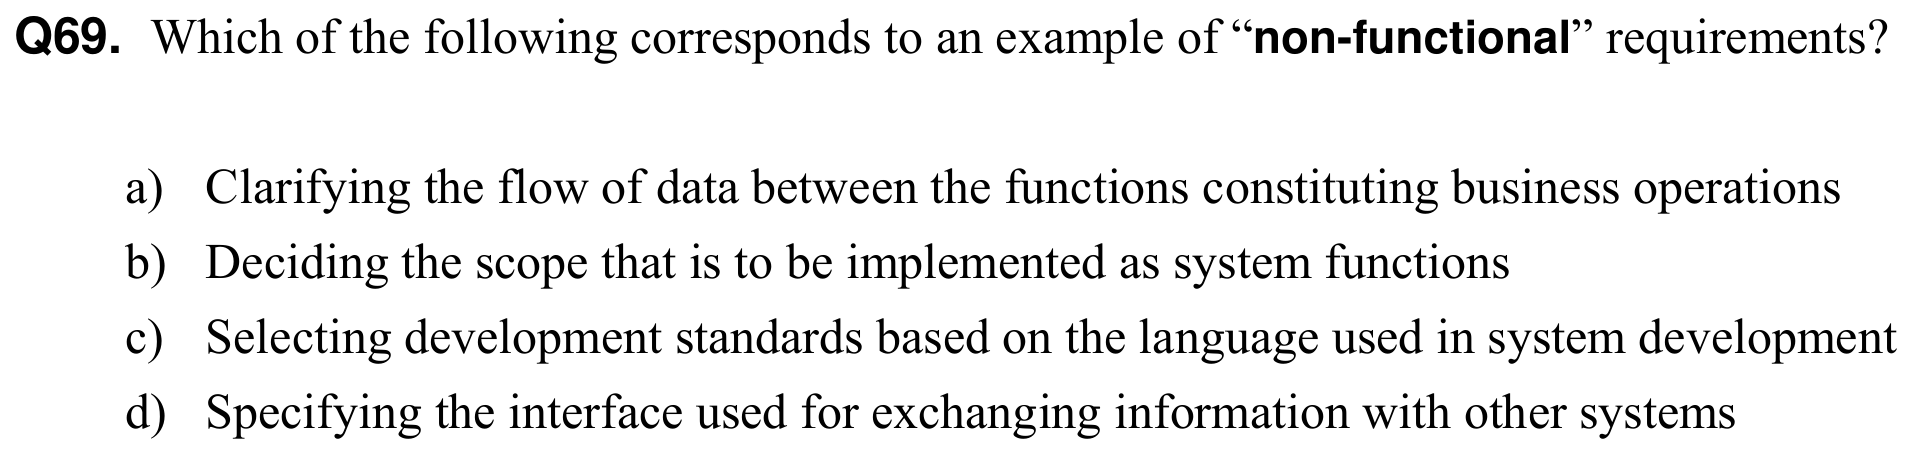 Q69. Which of the following corresponds to an example of “non-functional” requirements?
a) Clarifying the flow of data between the functions constituting business operations
b) Deciding the scope that is to be implemented as system functions
c) Selecting development standards based on the language used in system development
d) Specifying the interface used for exchanging information with other systems